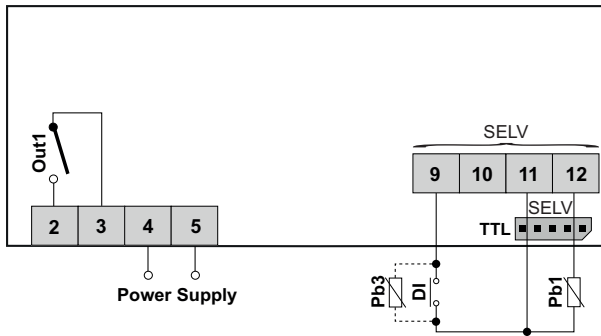 SELV
Out1
9 10 11 12
SELV
2 3 4 5
TTL
Power Supply
Pb3
DI
Pb1